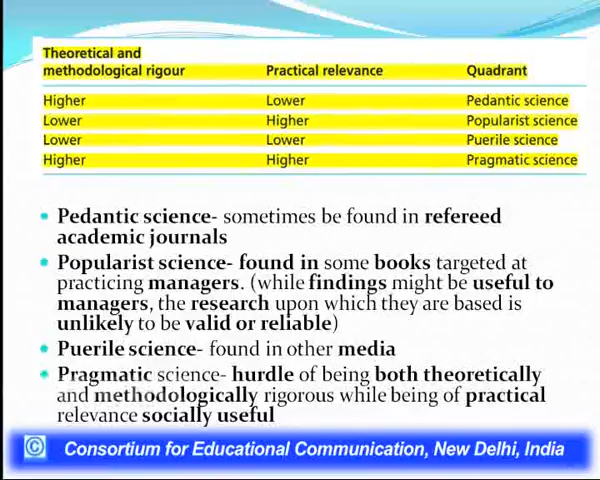 Theoretical and
methodological rigour Practical relevance Quadrant
Higher Lower Pedantic science
Lower Higher Popularist science
Lower Lower Puerile science
Higher Higher Pragmatic science
• Pedantic science- sometimes be found in refereed
academic journals
• Popularist science- found in some books targeted at
practicing managers. (while findings might be useful to
managers, the research upon which they are based is
unlikely to be valid or reliable)
• Puerile science- found in other media
• Pragmatic science- hurdle of being both theoretically
and methodologically rigorous while being of practical
relevance socially useful
© Consortium for Educational Communication, New Delhi, India